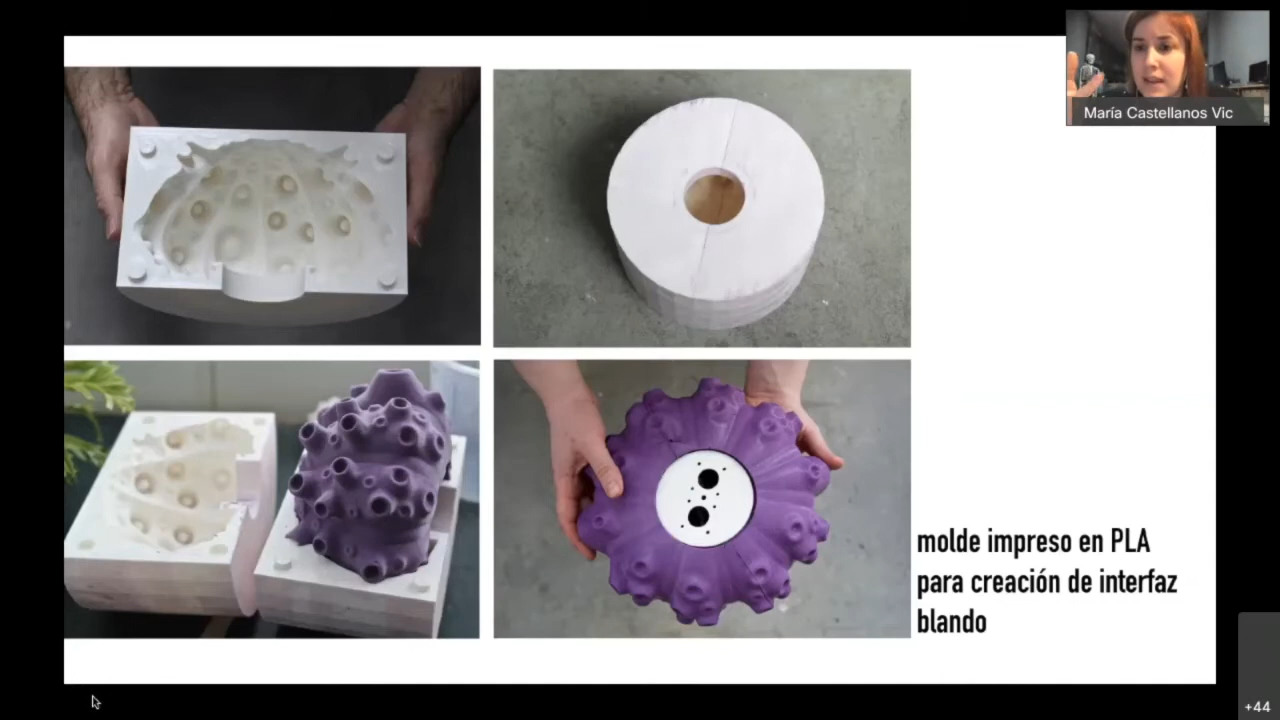 María Castellanos Vic
molde impreso en PLA
para creación de interfaz
blando
+44